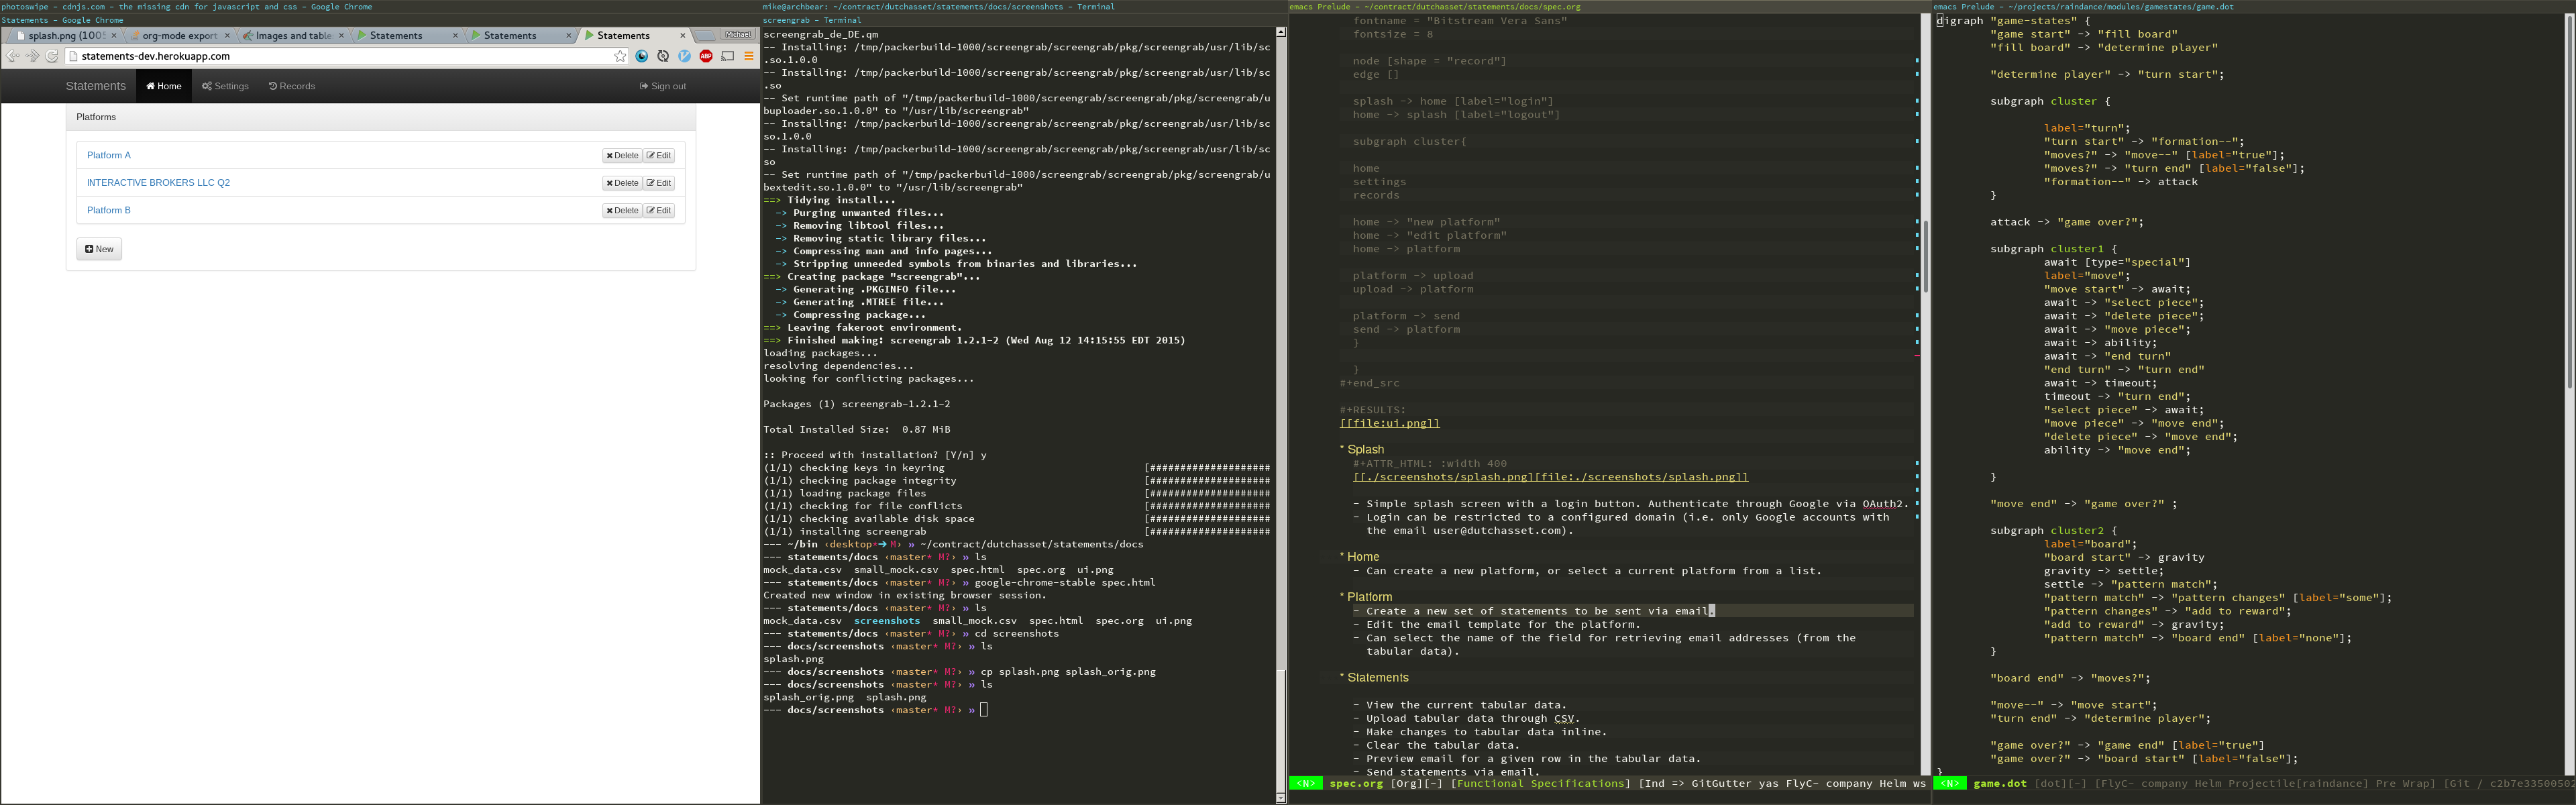 photoswipe - cdnjs.com - the missing cdn for javascript and css - Google Chrome
Statements - Google Chrome
splash.png (100
org-mode export
Images and table
Statements
Statements
Statements
Michael
statements-dev.herokuapp.com
ABP
Statements
Home
Settings
Records
Sign out
Platforms
Platform A
Delete
Edit
INTERACTIVE BROKERS LLC Q2
Delete
Edit
Platform B
Delete
Edit
New
mike@archbear: ~/contract/dutchasset/statements/docs/screenshots - Terminal
screengrab - Terminal
screengrab_de_DE.qm
-- Installing: /tmp/packerbuild-1000/screengrab/screengrab/pkg/screengrab/usr/lib/sc
.so.1.0.0
-- Installing: /tmp/packerbuild-1000/screengrab/screengrab/pkg/screengrab/usr/lib/sc
.so
-- Set runtime path of "/tmp/packerbuild-1000/screengrab/screengrab/pkg/screengrab/u
buploader.so.1.0.0" to "/usr/lib/screengrab"
-- Installing: /tmp/packerbuild-1000/screengrab/screengrab/pkg/screengrab/usr/lib/sc
so.1.0.0
-- Installing: /tmp/packerbuild-1000/screengrab/screengrab/pkg/screengrab/usr/lib/sc
so
-- Set runtime path of "/tmp/packerbuild-1000/screengrab/screengrab/pkg/screengrab/u
bextedit.so.1.0.0" to "/usr/lib/screengrab"
==> Tidying install...
-> Purging unwanted files...
-> Removing libtool files...
-> Removing static library files...
-> Compressing man and info pages...
-> Stripping unneeded symbols from binaries and libraries...
==> Creating package "screengrab"...
-> Generating .PKGINFO file...
-> Generating .MTREE file...
-> Compressing package...
==> Leaving fakeroot environment.
==> Finished making: screengrab 1.2.1-2 (Wed Aug 12 14:15:55 EDT 2015)
loading packages...
resolving dependencies...
looking for conflicting packages...
Packages (1) screengrab-1.2.1-2
Total Installed Size:  0.87 MiB
:: Proceed with installation? [Y/n] y
(1/1) checking keys in keyring [####################
(1/1) checking package integrity [####################
(1/1) loading package files [####################
(1/1) checking for file conflicts [####################
(1/1) checking available disk space [####################
(1/1) installing screengrab [####################
--- ~/bin ‹desktop*➔ M› » ~/contract/dutchasset/statements/docs
--- statements/docs ‹master* M?› » ls
mock_data.csv  small_mock.csv  spec.html  spec.org  ui.png
--- statements/docs ‹master* M?› » google-chrome-stable spec.html
Created new window in existing browser session.
--- statements/docs ‹master* M?› » ls
mock_data.csv  screenshots  small_mock.csv  spec.html  spec.org  ui.png
--- statements/docs ‹master* M?› » cd screenshots
--- docs/screenshots ‹master* M?› » ls
splash.png
--- docs/screenshots ‹master* M?› » cp splash.png splash_orig.png
--- docs/screenshots ‹master* M?› » ls
splash_orig.png  splash.png
--- docs/screenshots ‹master* M?› »
emacs Prelude - ~/contract/dutchasset/statements/docs/spec.org
fontname = "Bitstream Vera Sans"
fontsize = 8
node [shape = "record"]
edge []
splash -> home [label="login"]
home -> splash [label="logout"]
subgraph cluster{
home
settings
records
home -> "new platform"
home -> "edit platform"
home -> platform
platform -> upload
upload -> platform
platform -> send
send -> platform
}
}
#+end_src
#+RESULTS:
[[file:ui.png]]
* Splash
#+ATTR_HTML: :width 400
[[./screenshots/splash.png][file:./screenshots/splash.png]]
- Simple splash screen with a login button. Authenticate through Google via OAuth2.
- Login can be restricted to a configured domain (i.e. only Google accounts with
the email user@dutchasset.com).
* Home
- Can create a new platform, or select a current platform from a list.
* Platform
- Create a new set of statements to be sent via email.
- Edit the email template for the platform.
- Can select the name of the field for retrieving email addresses (from the
tabular data).
* Statements
- View the current tabular data.
- Upload tabular data through CSV.
- Make changes to tabular data inline.
- Clear the tabular data.
- Preview email for a given row in the tabular data.
- Send statements via email.
<N> spec.org [Org][-] [Functional Specifications] [Ind => GitGutter yas FlyC- company Helm ws
emacs Prelude - ~/projects/raindance/modules/gamestates/game.dot
digraph "game-states" {
"game start" -> "fill board"
"fill board" -> "determine player"
"determine player" -> "turn start";
subgraph cluster {
label="turn";
"turn start" -> "formation--";
"moves?" -> "move--" [label="true"];
"moves?" -> "turn end" [label="false"];
"formation--" -> attack
}
attack -> "game over?";
subgraph cluster1 {
await [type="special"]
label="move";
"move start" -> await;
await -> "select piece";
await -> "delete piece";
await -> "move piece";
await -> ability;
await -> "end turn"
"end turn" -> "turn end"
await -> timeout;
timeout -> "turn end";
"select piece" -> await;
"move piece" -> "move end";
"delete piece" -> "move end";
ability -> "move end";
}
"move end" -> "game over?" ;
subgraph cluster2 {
label="board";
"board start" -> gravity
gravity -> settle;
settle -> "pattern match";
"pattern match" -> "pattern changes" [label="some"];
"pattern changes" -> "add to reward";
"add to reward" -> gravity;
"pattern match" -> "board end" [label="none"];
}
"board end" -> "moves?";
"move--" -> "move start";
"turn end" -> "determine player";
"game over?" -> "game end" [label="true"]
"game over?" -> "board start" [label="false"];
}
<N> game.dot [dot][-] [FlyC- company Helm Projectile[raindance] Pre Wrap] [Git / c2b7e33500502